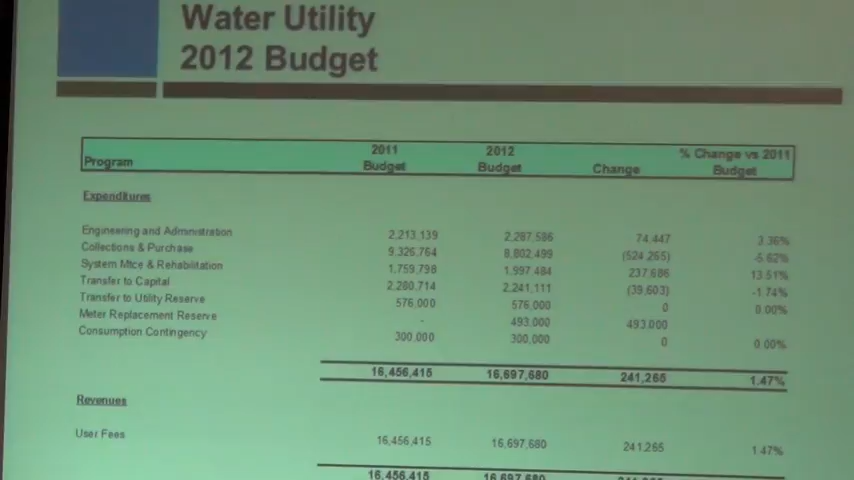 Water Utility
2012 Budget
Program 2011 Budget 2012 Budget Change % Change vs 2011 Budget
Expenditures
Engineering and Administration 2,213,139 2,287,586 74,447 3.36%
Collections & Purchase 9,326,764 8,802,499 (524,265) -5.62%
System Mtce & Rehabilitation 1,759,798 1,997,484 237,686 13.51%
Transfer to Capital 2,280,714 2,241,111 (39,603) -1.74%
Transfer to Utility Reserve 576,000 576,000 0 0.00%
Meter Replacement Reserve - 493,000 493,000
Consumption Contingency 300,000 300,000 0 0.00%
16,456,415 16,697,680 241,265 1.47%
Revenues
User Fees 16,456,415 16,697,680 241,265 1.47%
16,456,415 16,697,680